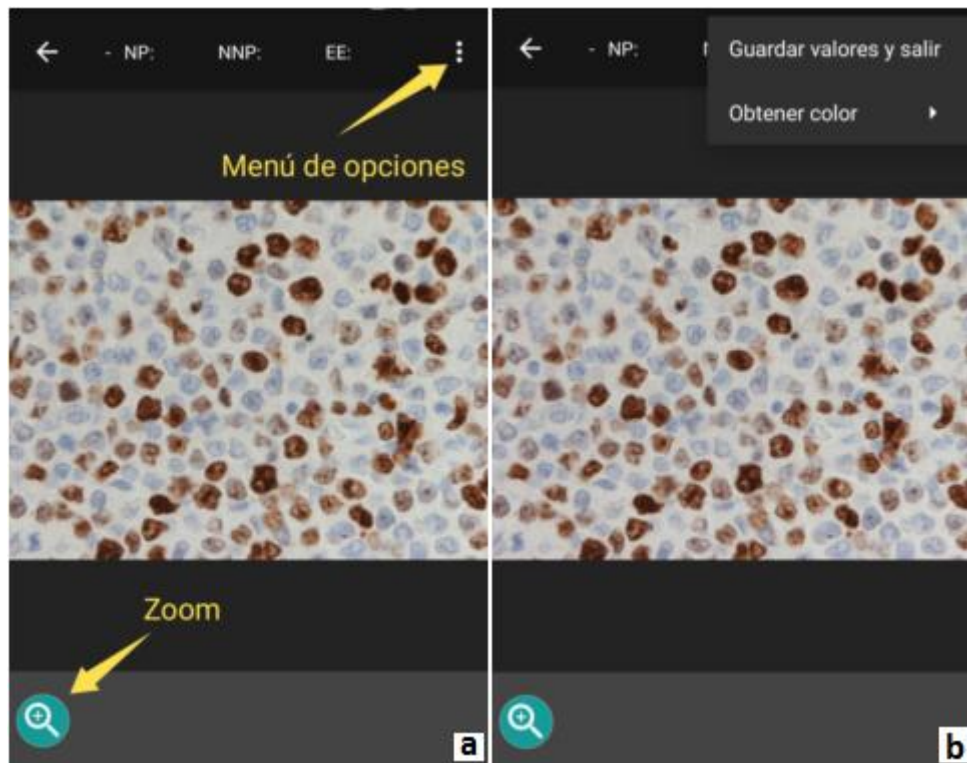 - NP: NNP: EE:
Menú de opciones
Zoom
a
- NP:
Guardar valores y salir
Obtener color
b